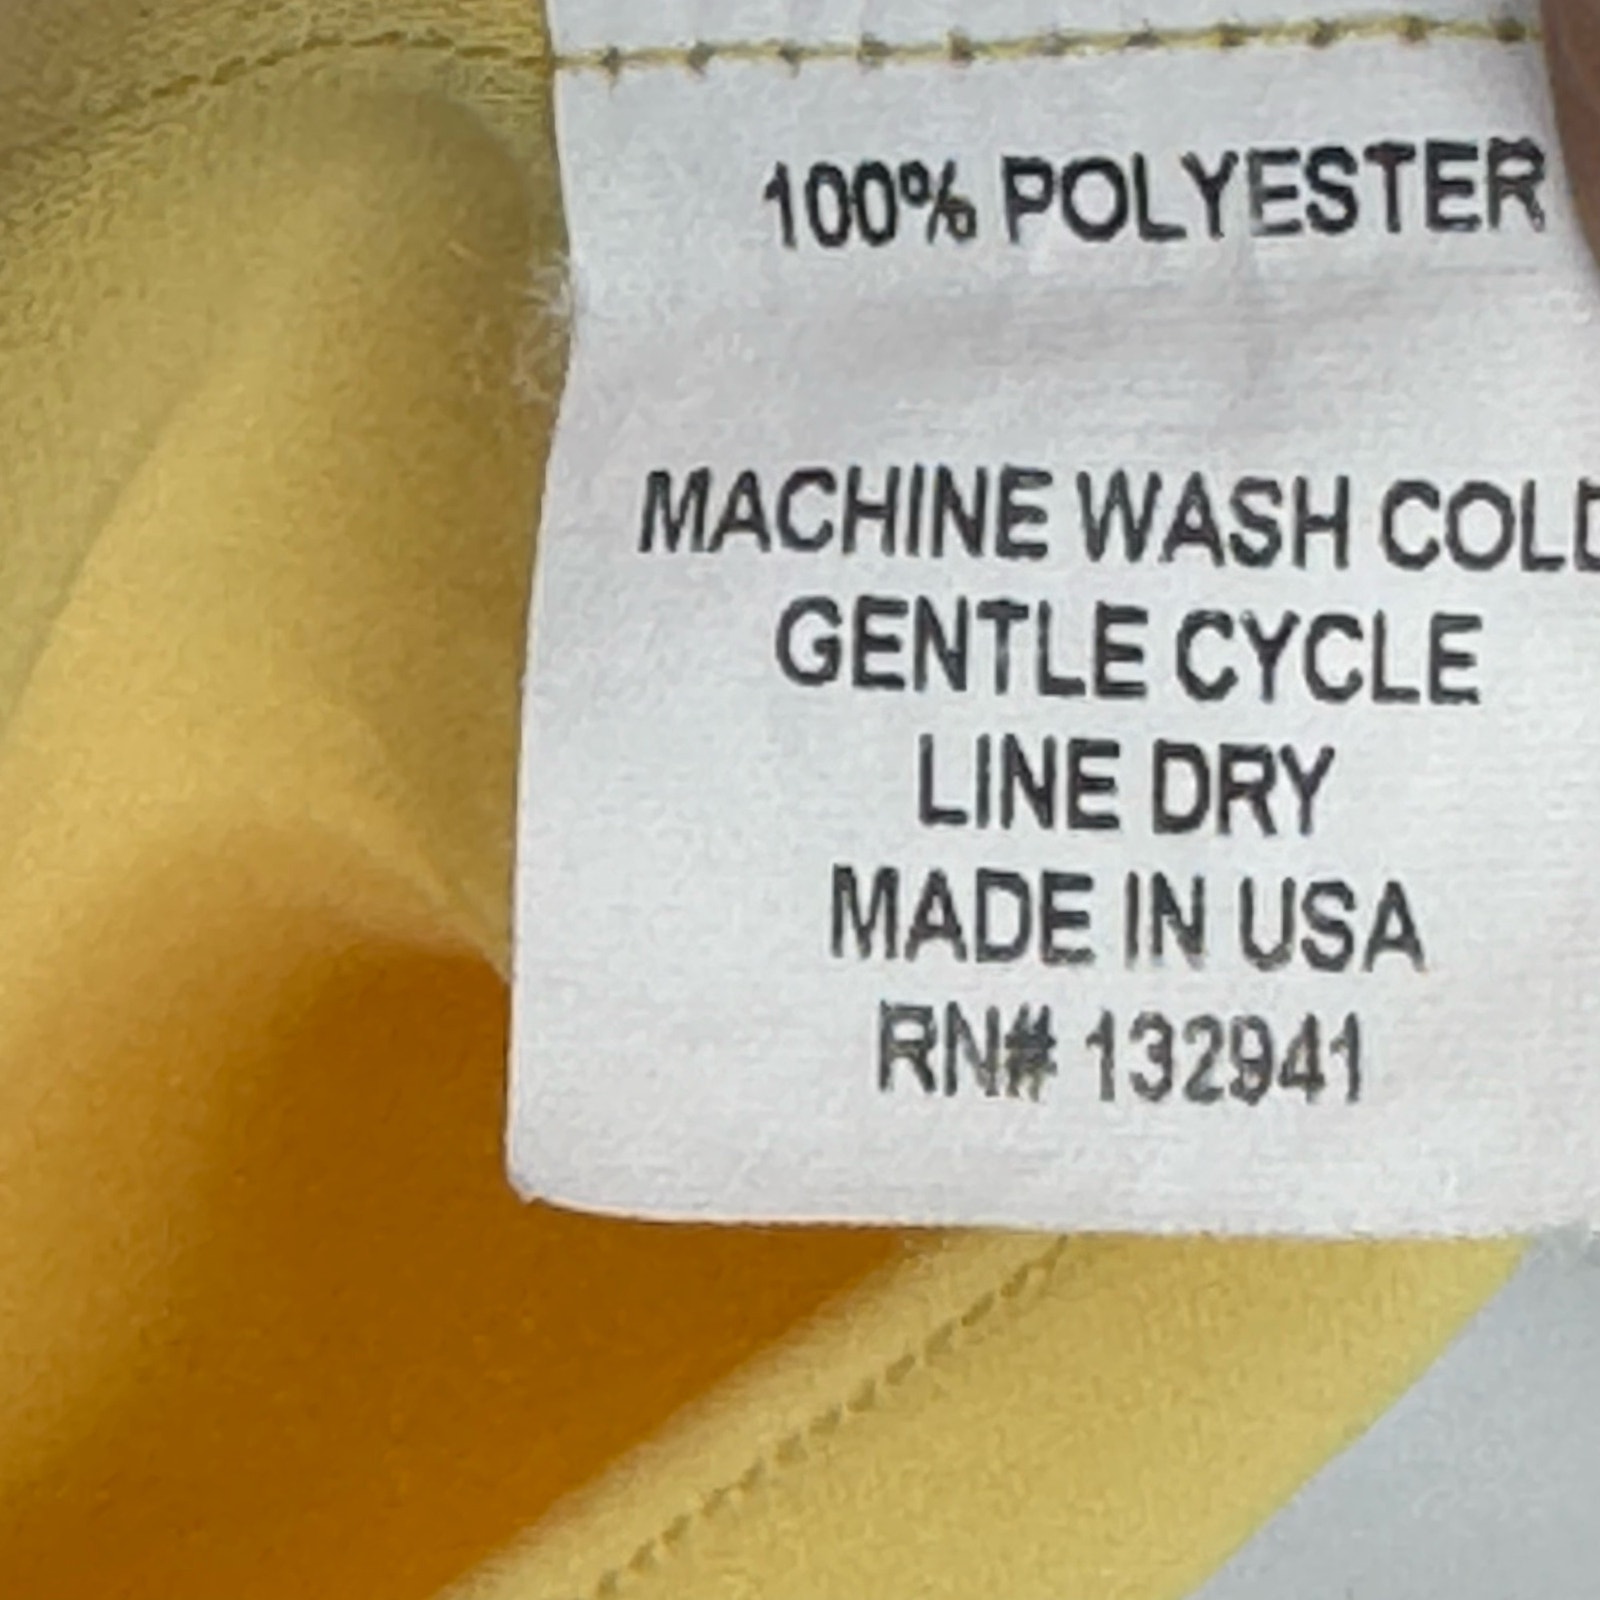 100% POLYESTER
MACHINE WASH COLD
GENTLE CYCLE
LINE DRY
MADE IN USA
RN# 132941